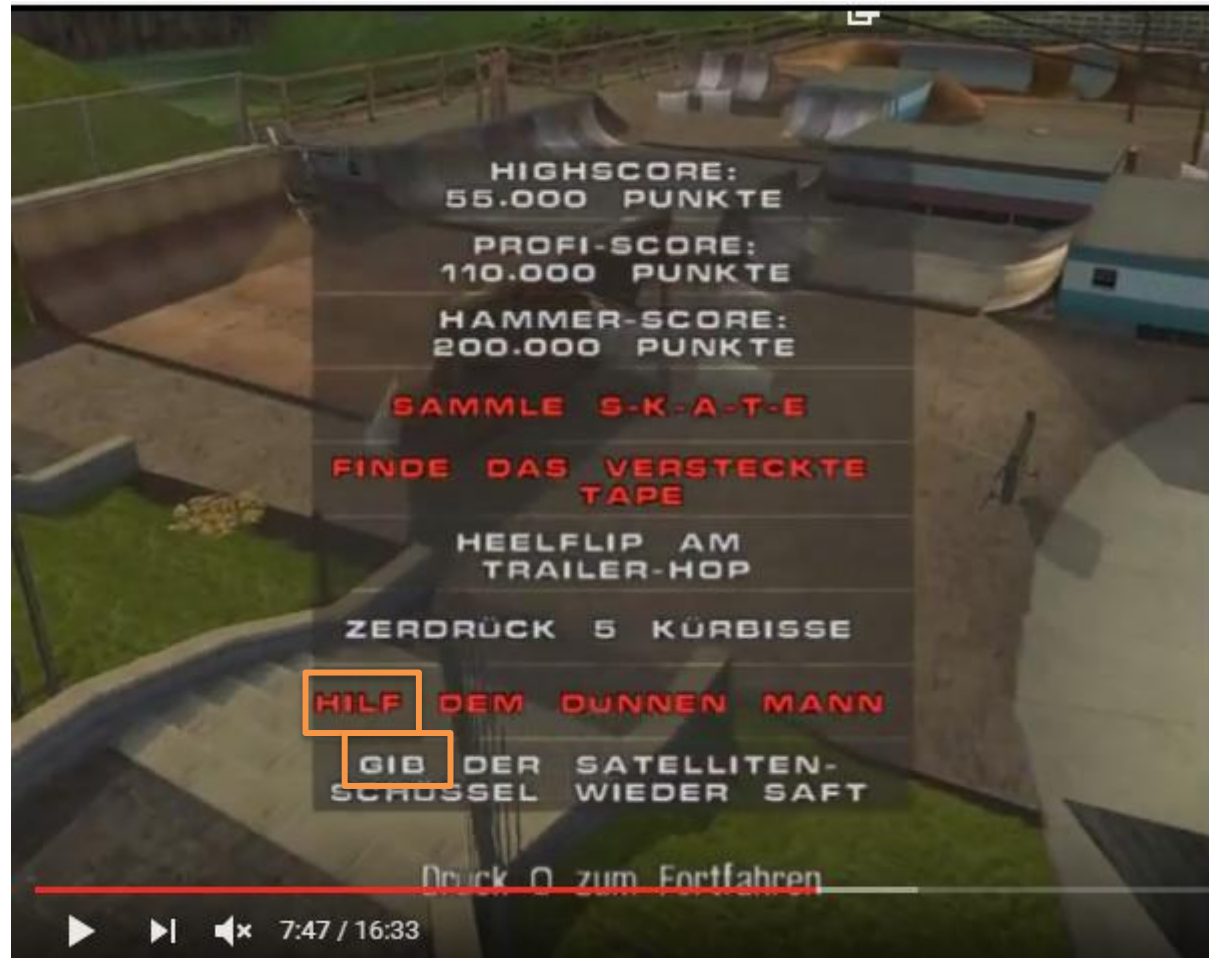 HIGHSCORE:
55.000 PUNKTE
PROFI-SCORE:
110.000 PUNKTE
HAMMER-SCORE:
200.000 PUNKTE
SAMMLE S-K-A-T-E
FINDE DAS VERSTECKTE
TAPE
HEELFLIP AM
TRAILER-HOP
ZERDRÜCK 5 KÜRBISSE
HILF DEM DÜNNEN MANN
GIB DER SATELLITEN-
SCHÜSSEL WIEDER SAFT
Drück O zum Fortfahren
7:47 / 16:33